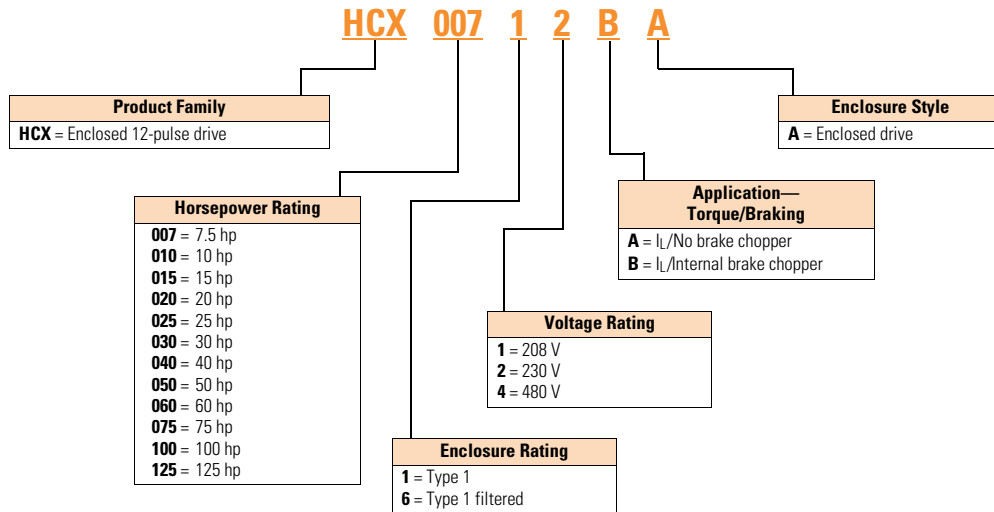 HCX 007 1 2 B A
Product Family
HCX = Enclosed 12-pulse drive
Enclosure Style
A = Enclosed drive
Application—
Torque/Braking
A = IL/No brake chopper
B = IL/Internal brake chopper
Horsepower Rating
007 = 7.5 hp
010 = 10 hp
015 = 15 hp
020 = 20 hp
025 = 25 hp
030 = 30 hp
040 = 40 hp
050 = 50 hp
060 = 60 hp
075 = 75 hp
100 = 100 hp
125 = 125 hp
Voltage Rating
1 = 208 V
2 = 230 V
4 = 480 V
Enclosure Rating
1 = Type 1
6 = Type 1 filtered